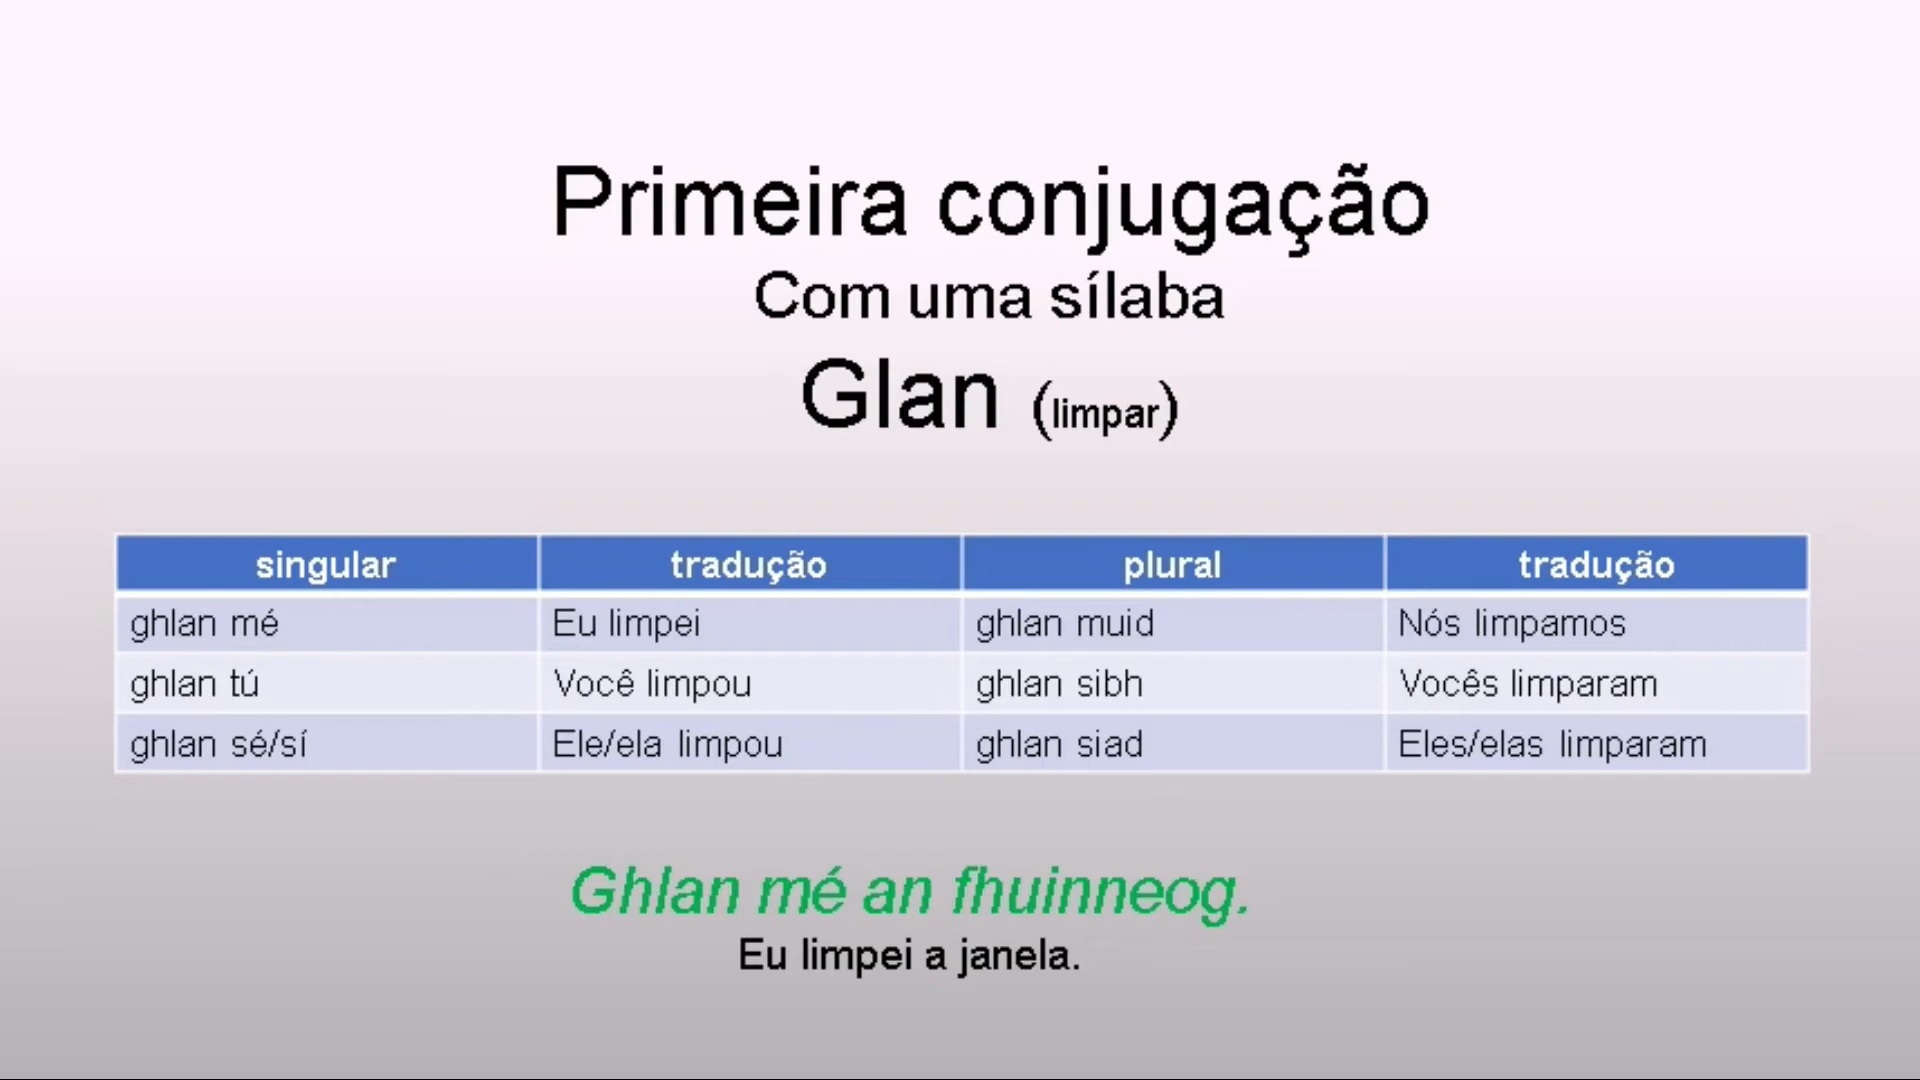 Primeira conjugação
Com uma sílaba
Glan (limpar)
singular tradução plural tradução
ghlan mé Eu limpei ghlan muid Nós limpamos
ghlan tú Você limpou ghlan sibh Vocês limparam
ghlan sé/sí Ele/ela limpou ghlan siad Eles/elas limparam
Ghlan mé an fhuinneog.
Eu limpei a janela.